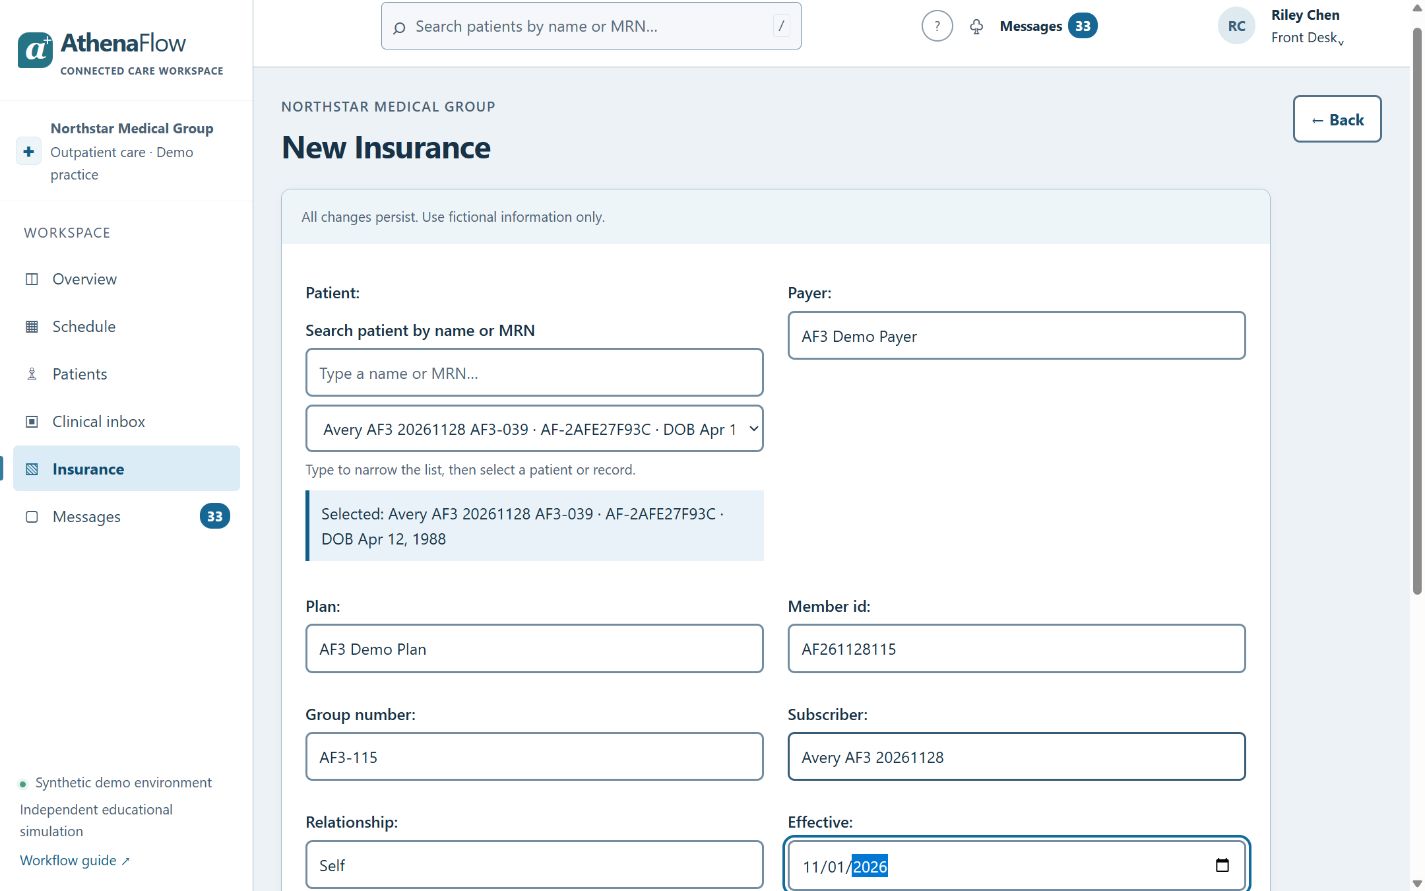 AthenaFlow
CONNECTED CARE WORKSPACE
Search patients by name or MRN...
/
?
Messages 33
RC
Riley Chen
Front Desk
Northstar Medical Group
Outpatient care · Demo
practice
WORKSPACE
Overview
Schedule
Patients
Clinical inbox
Insurance
Messages 33
Synthetic demo environment
Independent educational
simulation
Workflow guide ↗
NORTHSTAR MEDICAL GROUP
New Insurance
← Back
All changes persist. Use fictional information only.
Patient:
Search patient by name or MRN
Type a name or MRN...
Avery AF3 20261128 AF3-039 · AF-2AFE27F93C · DOB Apr 1
Type to narrow the list, then select a patient or record.
Selected: Avery AF3 20261128 AF3-039 · AF-2AFE27F93C ·
DOB Apr 12, 1988
Payer:
AF3 Demo Payer
Plan:
AF3 Demo Plan
Member id:
AF261128115
Group number:
AF3-115
Subscriber:
Avery AF3 20261128
Relationship:
Self
Effective:
11/01/2026